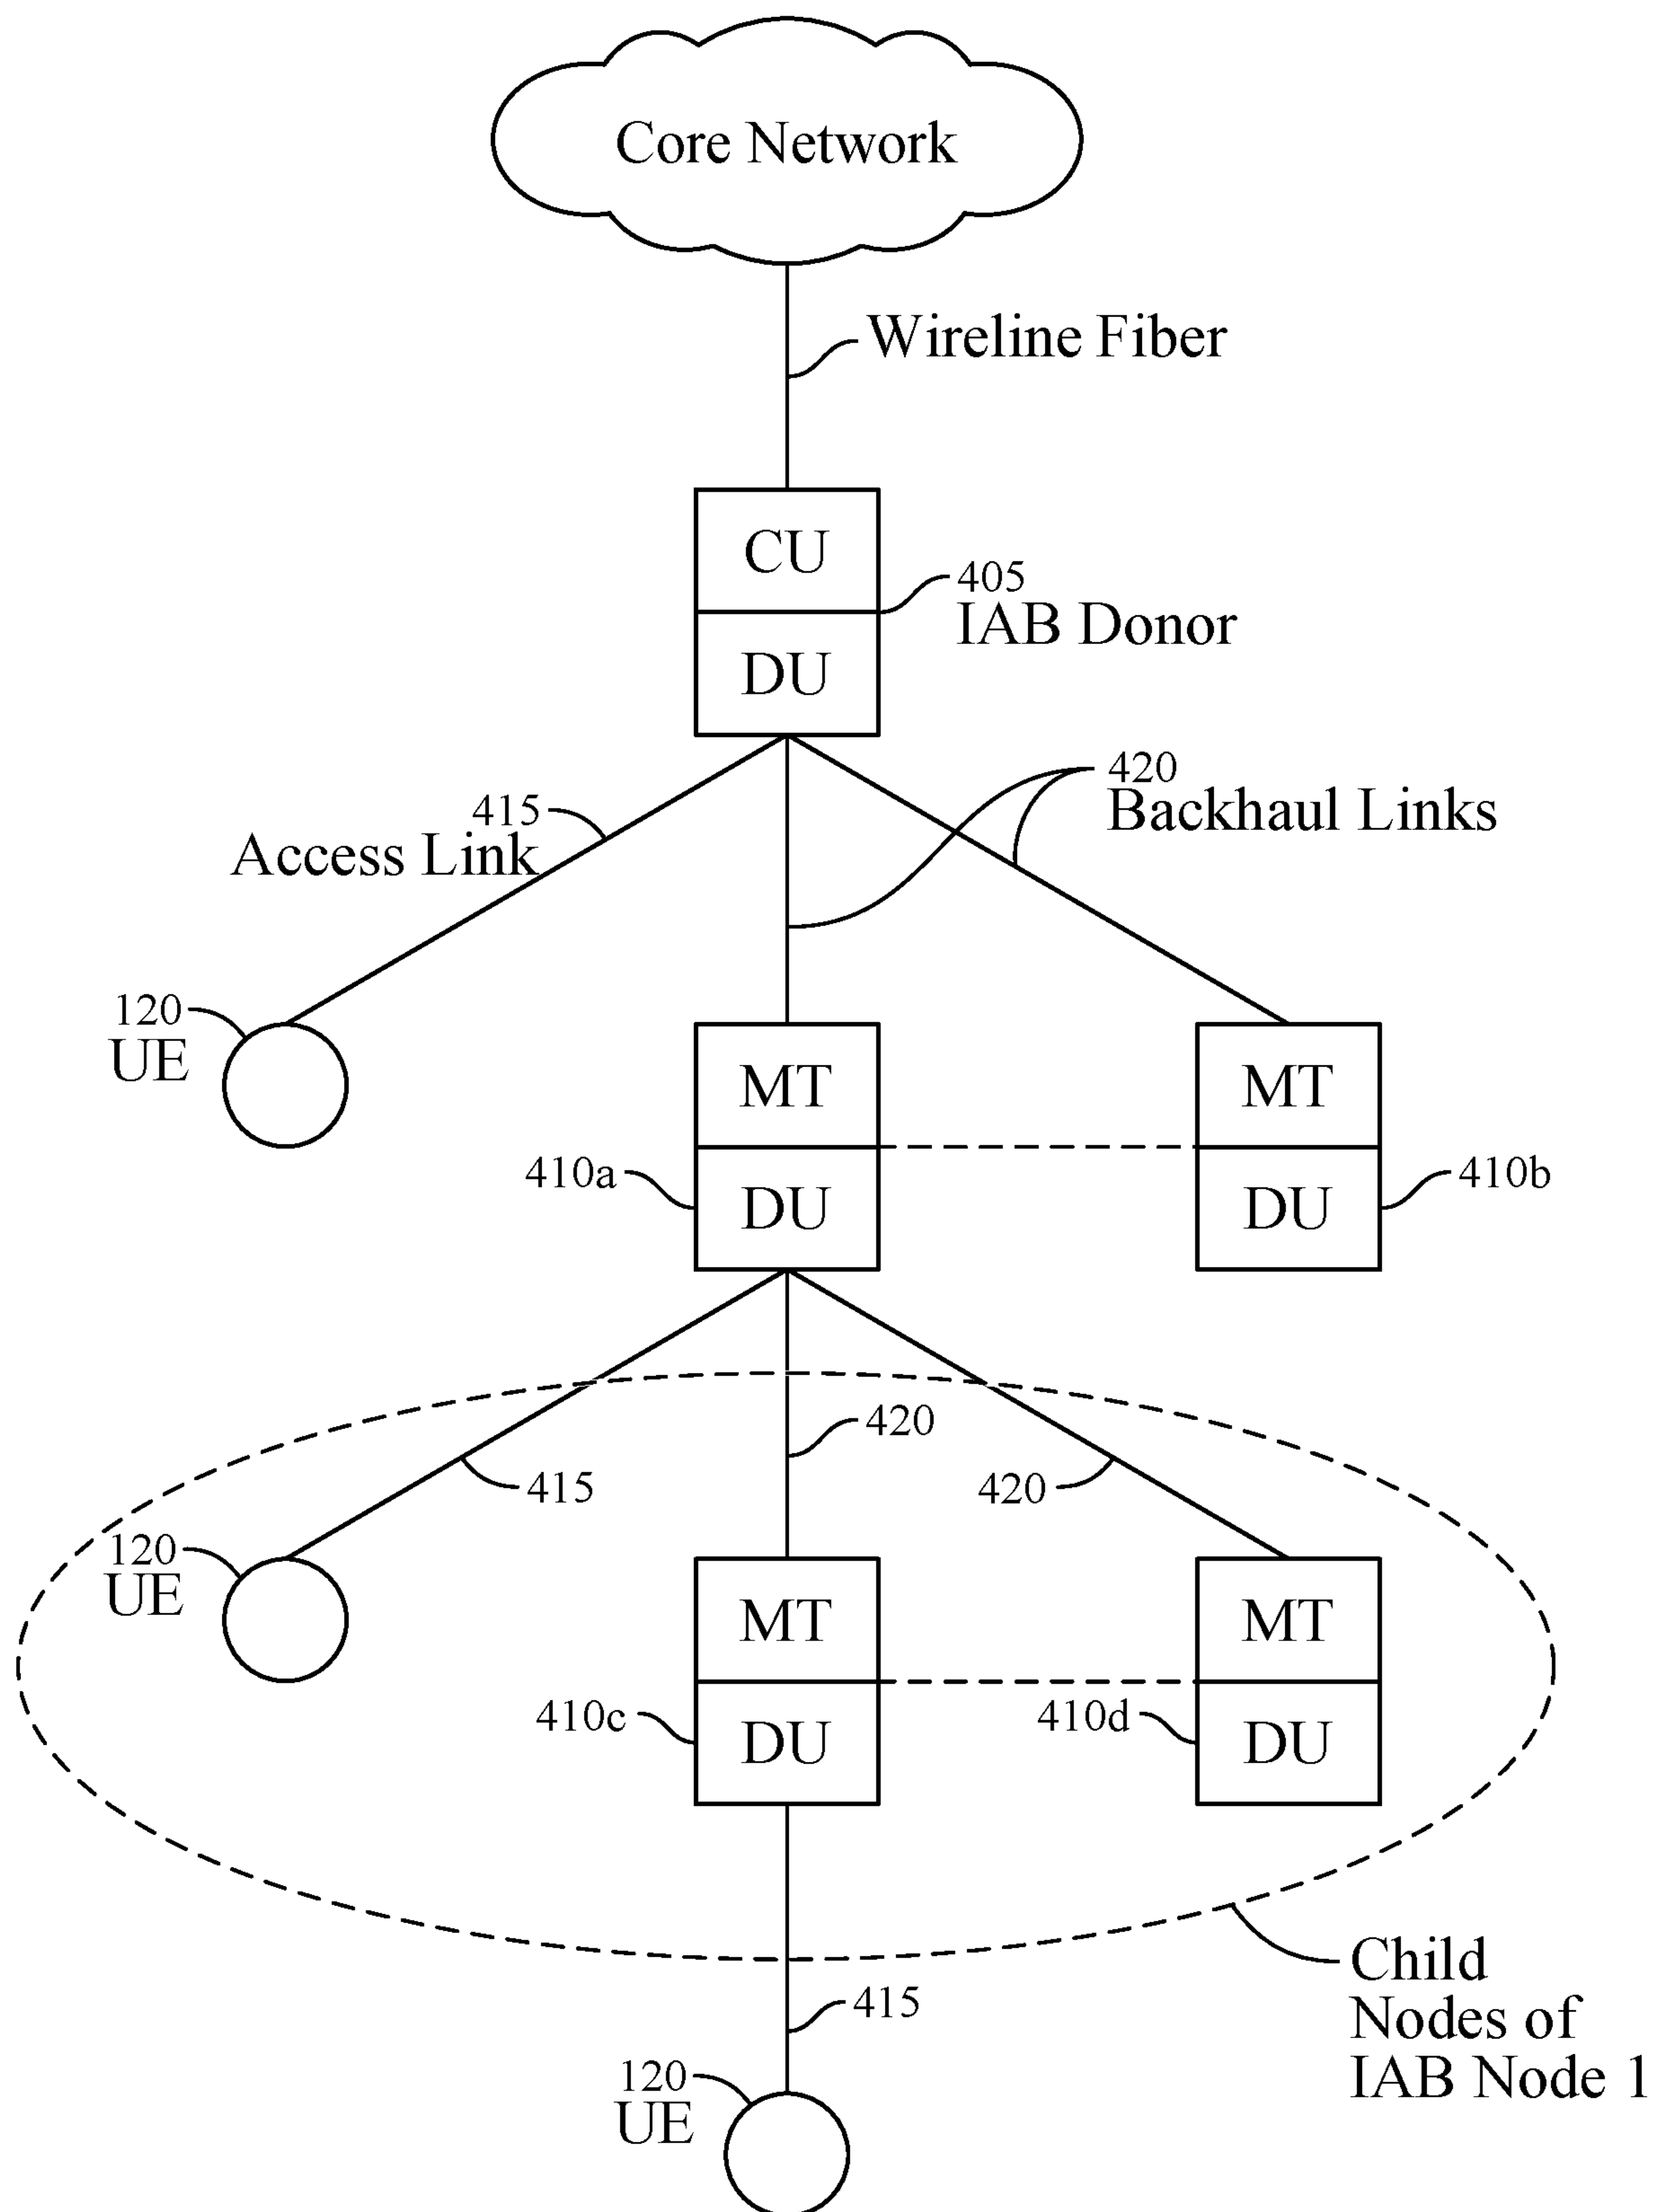 Core Network
Wireline Fiber
CU
405
IAB Donor
DU
420
Backhaul Links
415
Access Link
120
UE
MT
MT
410a
DU
DU
410b
420
415
420
120
UE
MT
MT
410c
DU
410d
DU
Child
Nodes of
IAB Node 1
415
120
UE